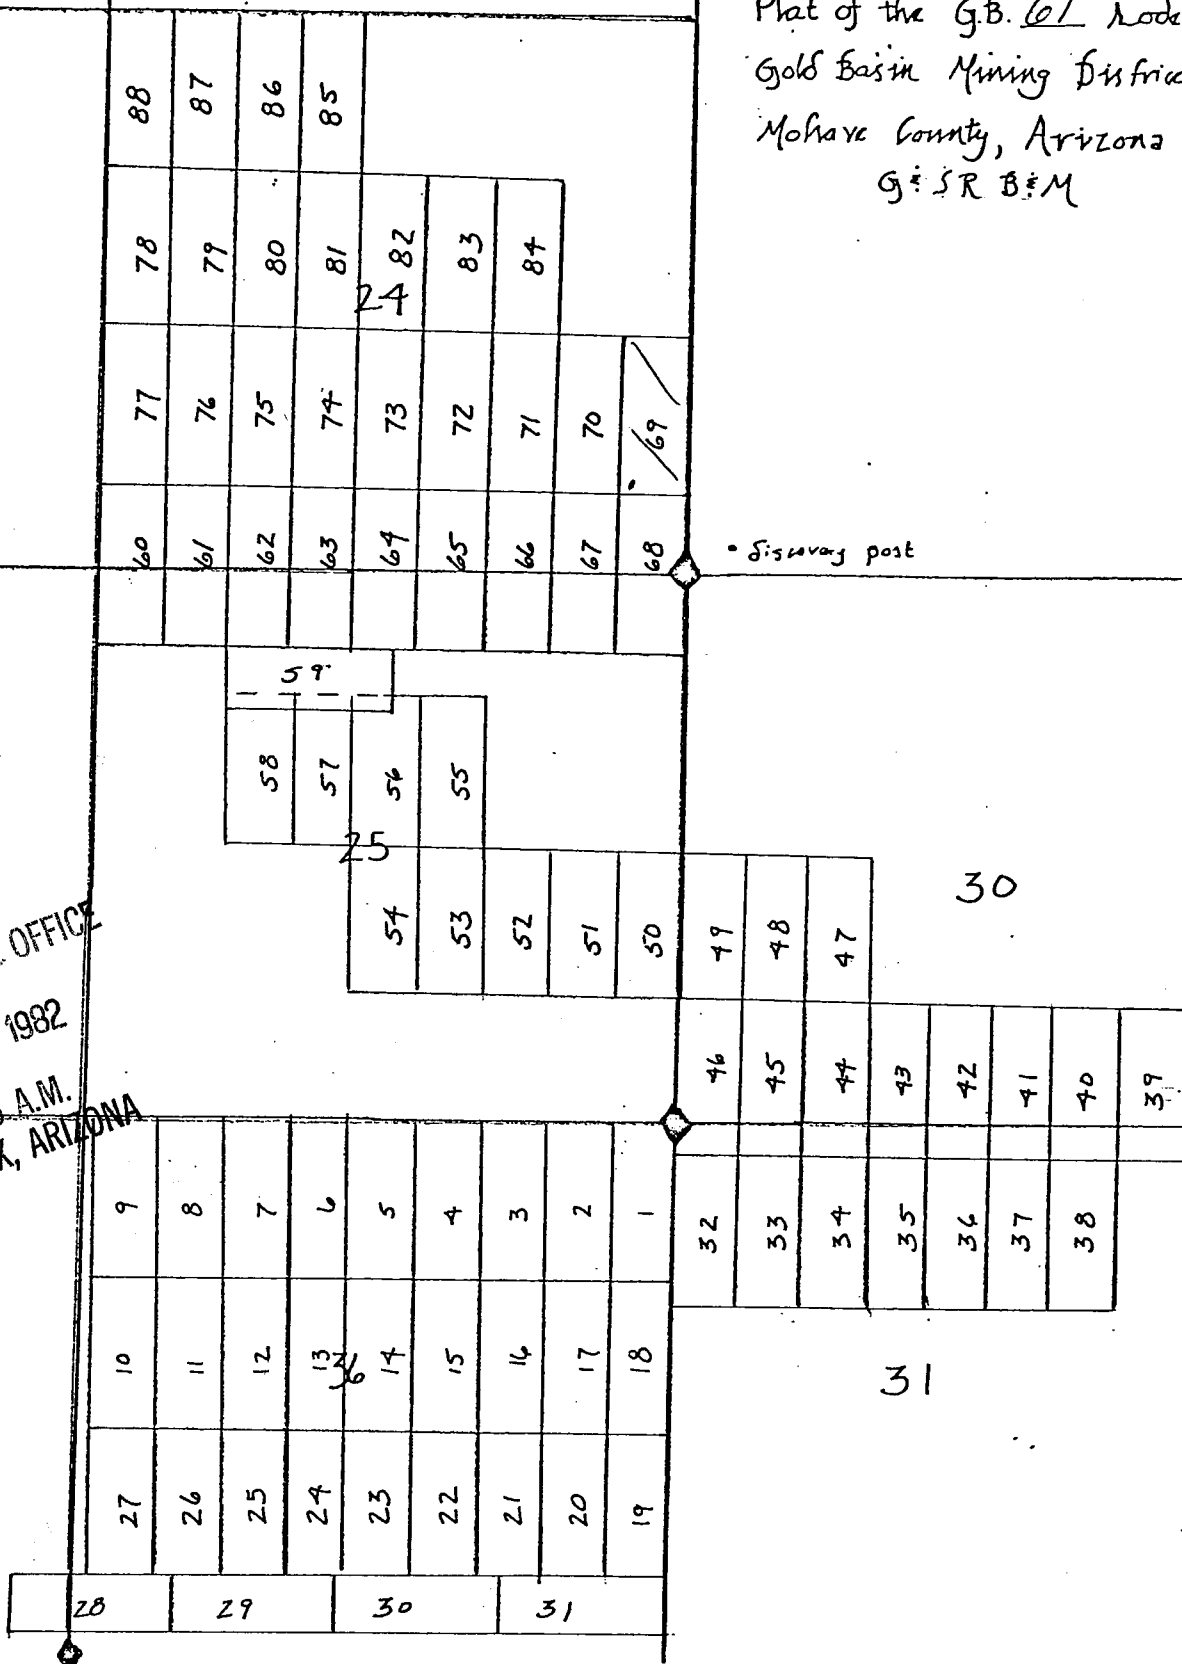 Plat of the G.B. 61 Lode
Gold Basin Mining District
Mohave County, Arizona
G & S R B & M
88 87 86 85
78 79 80 81 82 83 84
24
77 76 75 74 73 72 71 70 69
60 61 62 63 64 65 66 67 68
• discovery post
59
58 57 56 55
25
30
54 53 52 51 50 49 48 47
OFFICE
1982
A.M.
X, ARIZONA
46 45 44 43 42 41 40 39
9 8 7 6 5 4 3 2 1 32 33 34 35 36 37 38
10 11 12 13 14 15 16 17 18
36
31
27 26 25 24 23 22 21 20 19
28 29 30 31